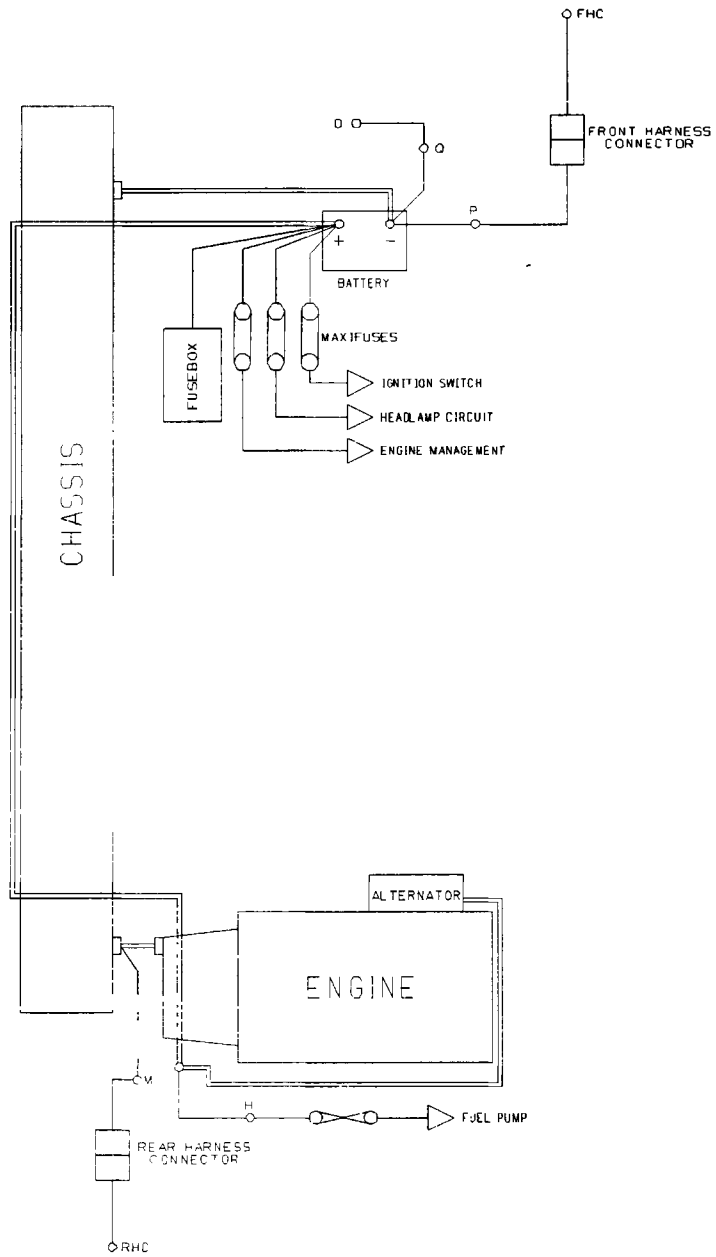 FHC
FRONT HARNESS
CONNECTOR
O
Q
P
+
-
BATTERY
MAXIFUSES
FUSEBOX
IGNITION SWITCH
HEADLAMP CIRCUIT
ENGINE MANAGEMENT
CHASSIS
ALTERNATOR
ENGINE
M
H
FUEL PUMP
REAR HARNESS
CONNECTOR
RHC